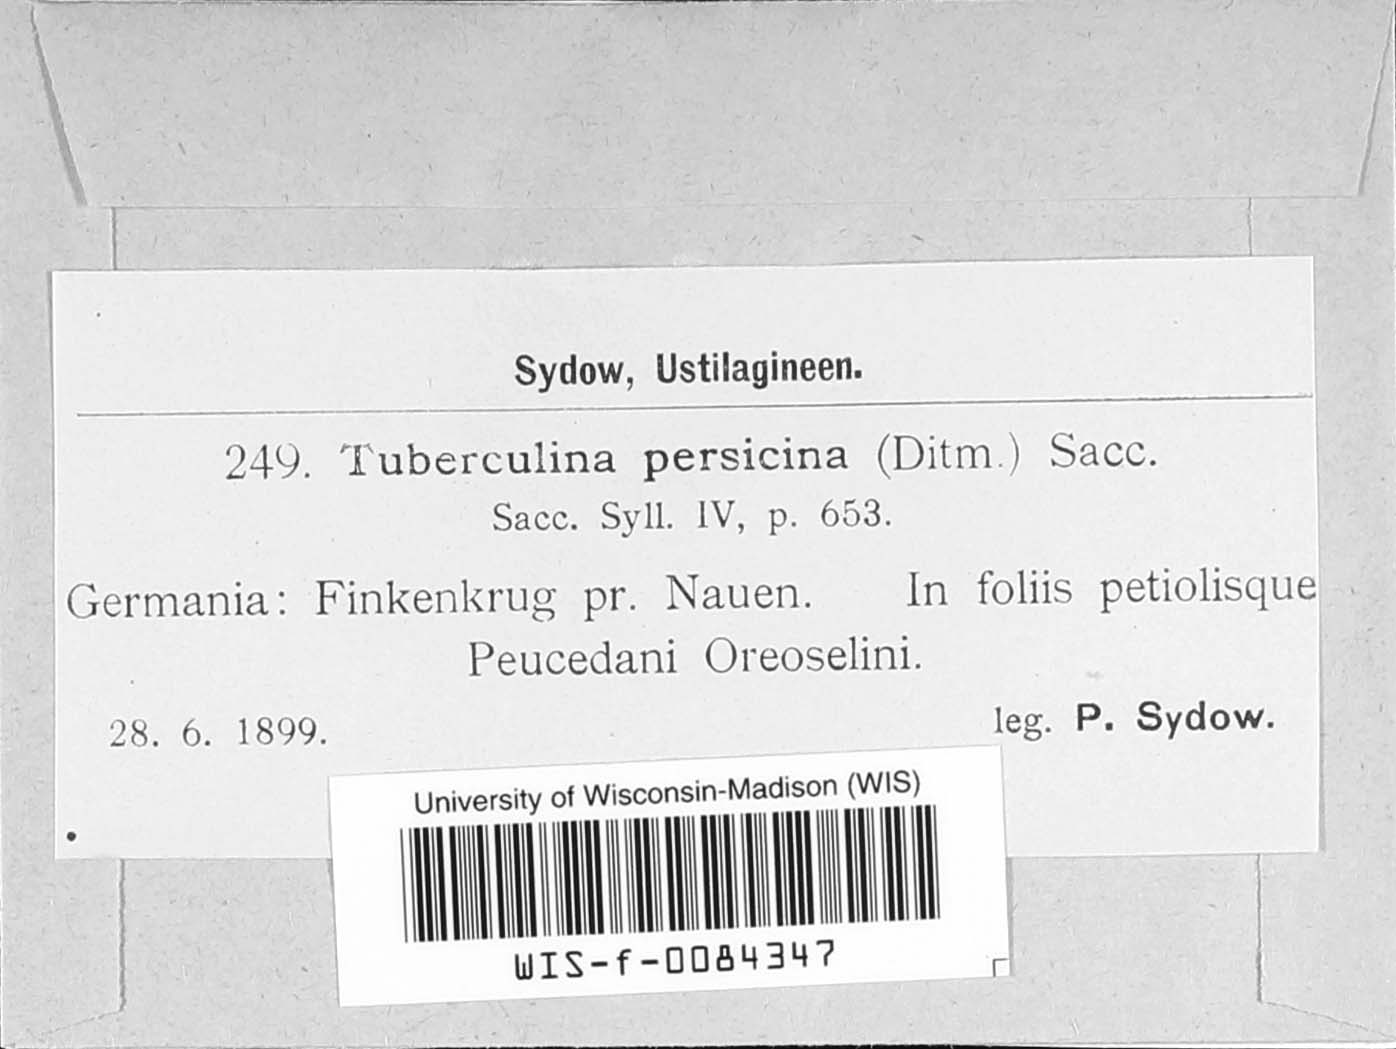 Sydow, Ustilagineen.
249. Tuberculina persicina (Ditm.) Sacc.
Sacc. Syll. IV, p. 653.
Germania: Finkenkrug pr. Nauen. In foliis petiolisque
Peucedani Oreoselini.
28. 6. 1899. leg. P. Sydow.
University of Wisconsin-Madison (WIS)
WIS-f-0084347